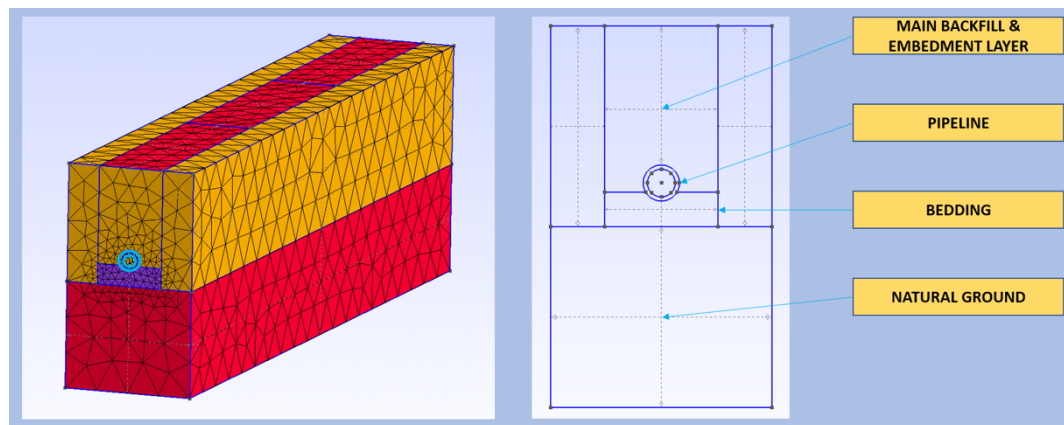 MAIN BACKFILL &
EMBEDMENT LAYER
PIPELINE
BEDDING
NATURAL GROUND